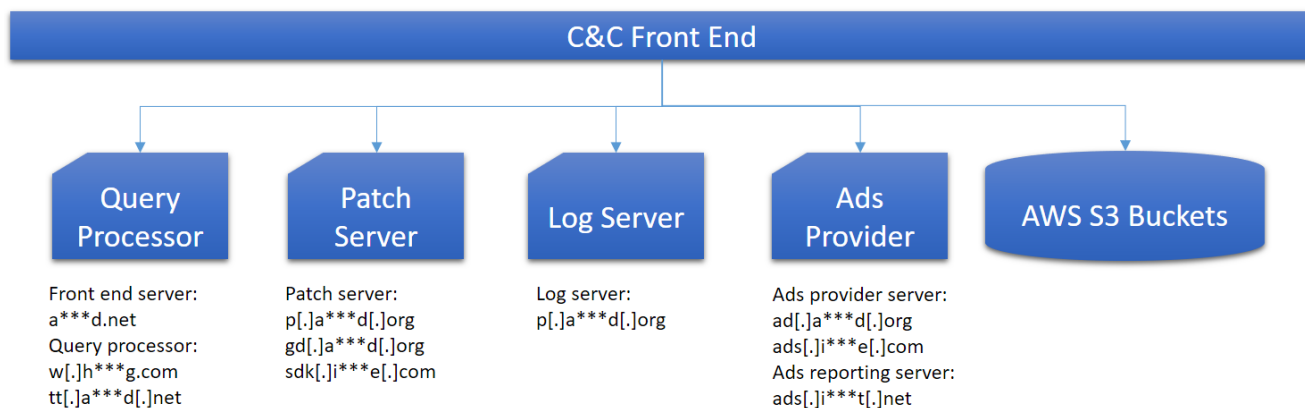 C&C Front End
Query
Processor
Patch
Server
Log Server
Ads
Provider
AWS S3 Buckets
Front end server:
a***d.net
Query processor:
w[.]h***g.com
tt[.]a***d[.]net
Patch server:
p[.]a***d[.]org
gd[.]a***d[.]org
sdk[.]i***e[.]com
Log server:
p[.]a***d[.]org
Ads provider server:
ad[.]a***d[.]org
ads[.]i***e[.]com
Ads reporting server:
ads[.]i***t[.]net